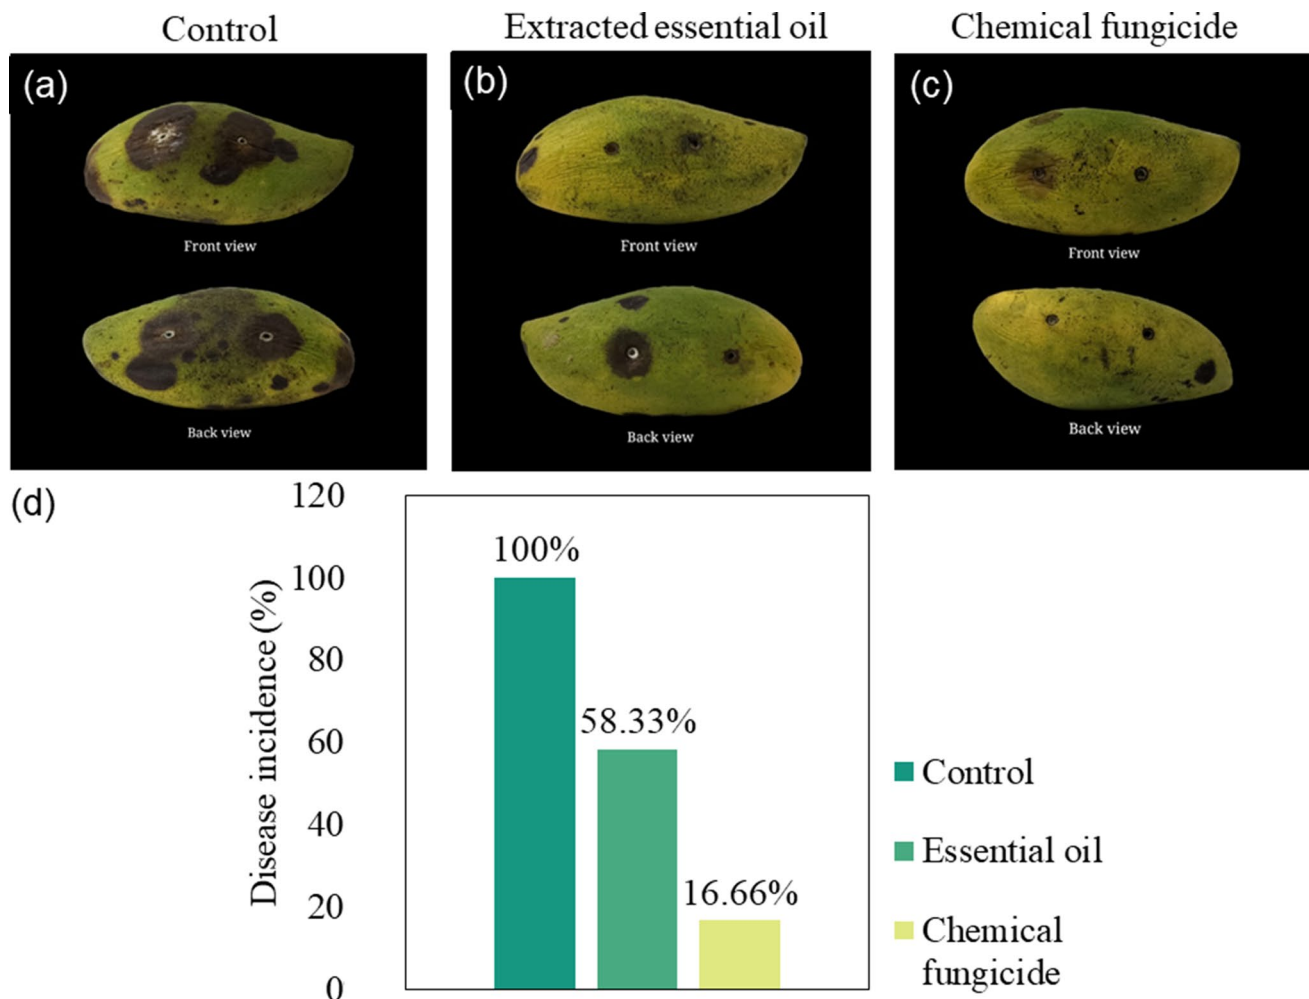 Control
Extracted essential oil
Chemical fungicide
(a)
(b)
(c)
Front view
Front view
Front view
Back view
Back view
Back view
(d)
Disease incidence (%)
120
100
80
60
40
20
0
100%
58.33%
16.66%
Control
Essential oil
Chemical
fungicide